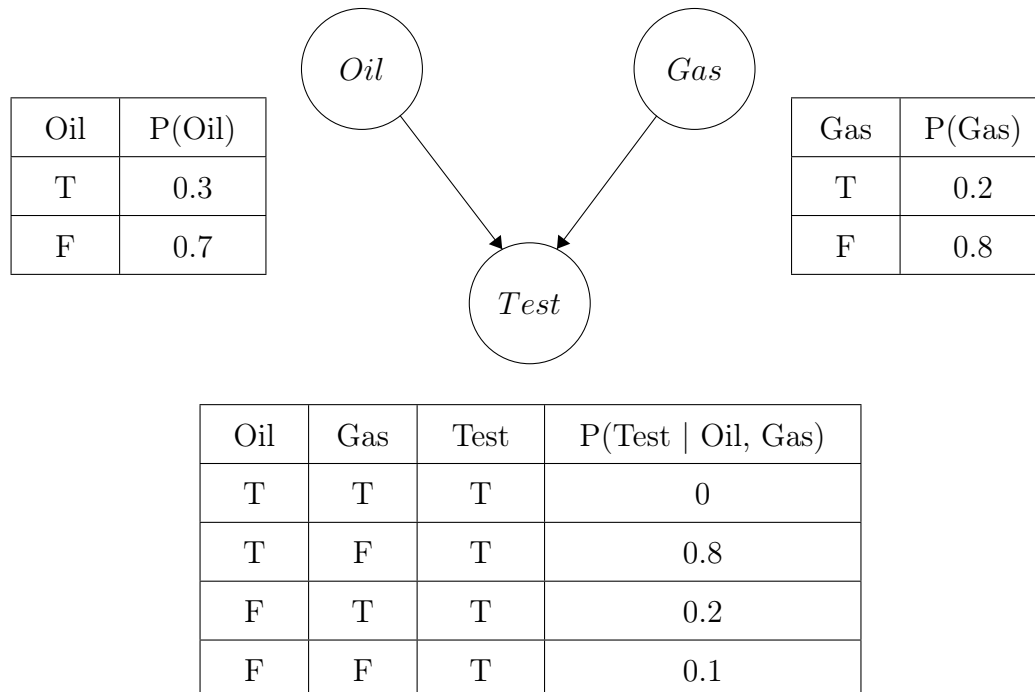 Oil Gas
Oil P(Oil)
T 0.3
F 0.7
Gas P(Gas)
T 0.2
F 0.8
Test
Oil Gas Test P(Test | Oil, Gas)
T T T 0
T F T 0.8
F T T 0.2
F F T 0.1